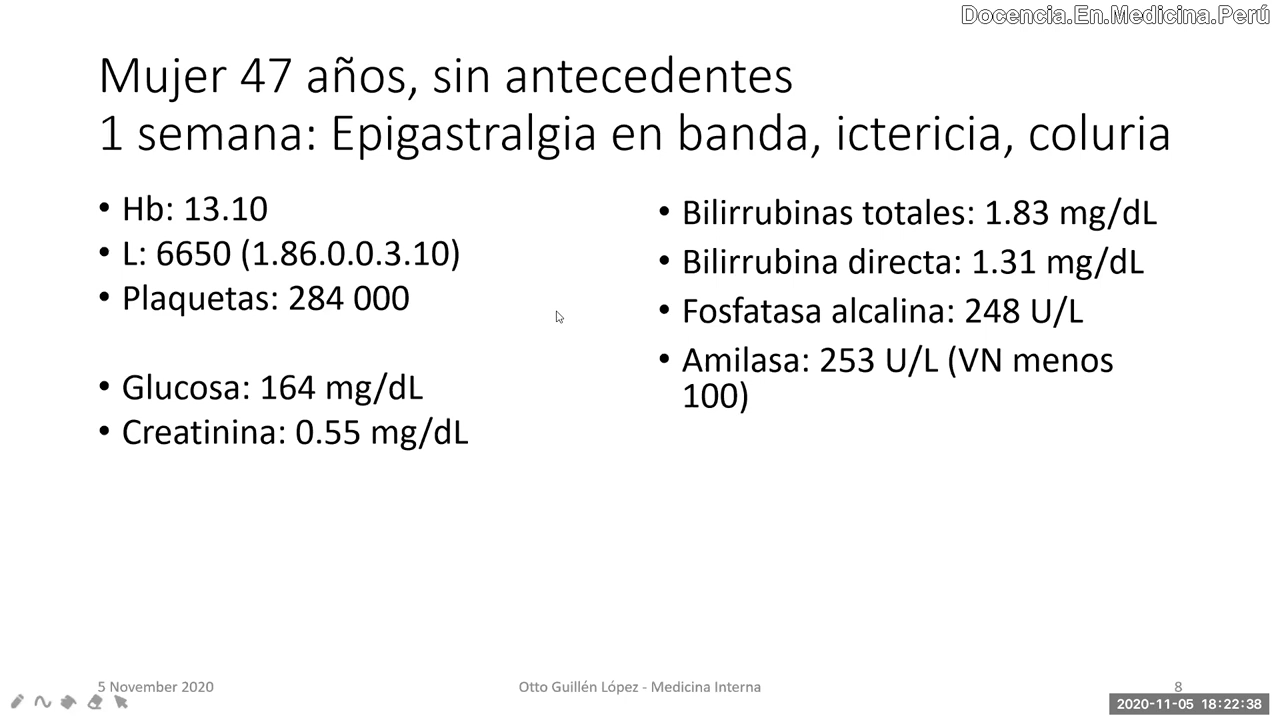 Docencia.En.Medicina.Perú
Mujer 47 años, sin antecedentes
1 semana: Epigastralgia en banda, ictericia, coluria
• Hb: 13.10
• L: 6650 (1.86.0.0.3.10)
• Plaquetas: 284 000
• Glucosa: 164 mg/dL
• Creatinina: 0.55 mg/dL
• Bilirrubinas totales: 1.83 mg/dL
• Bilirrubina directa: 1.31 mg/dL
• Fosfatasa alcalina: 248 U/L
• Amilasa: 253 U/L (VN menos
100)
5 November 2020
Otto Guillén López - Medicina Interna
8
2020-11-05 18:22:38